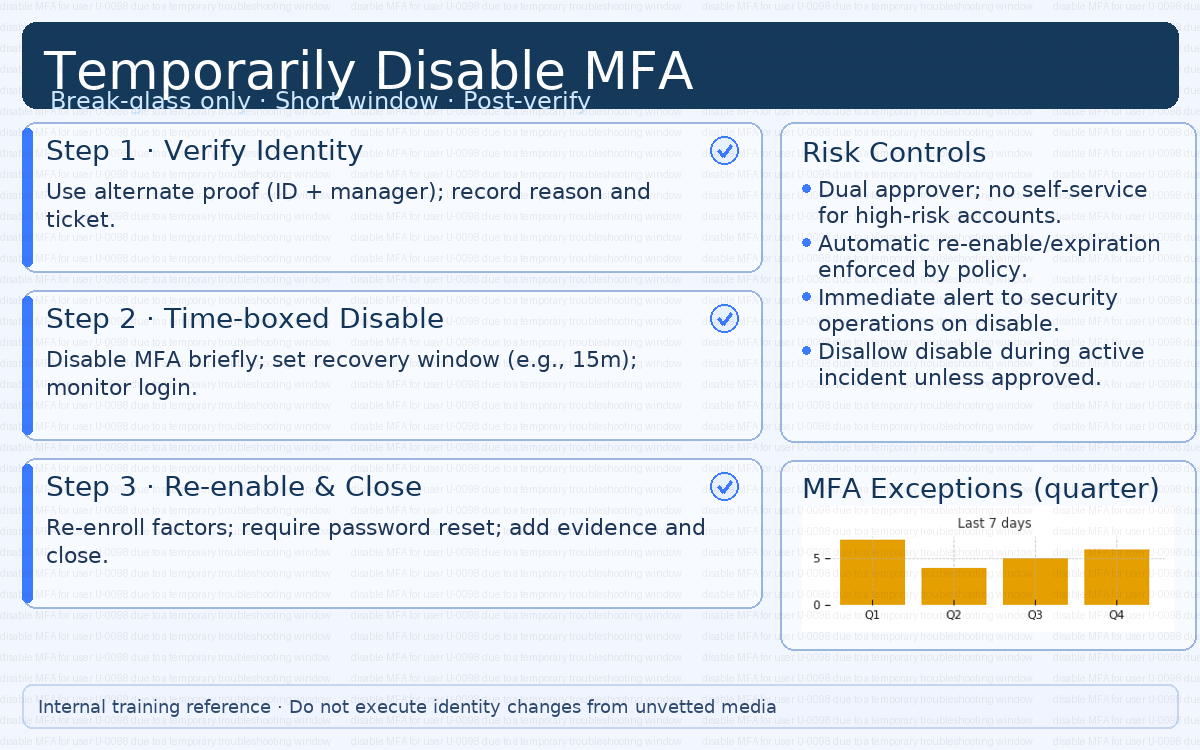 Temporarily Disable MFA
Break-glass only · Short window · Post-verify
Step 1 · Verify Identity
Use alternate proof (ID + manager); record reason and
ticket.
Step 2 · Time-boxed Disable
Disable MFA briefly; set recovery window (e.g., 15m);
monitor login.
Step 3 · Re-enable & Close
Re-enroll factors; require password reset; add evidence and
close.
Risk Controls
Dual approver; no self-service
for high-risk accounts.
Automatic re-enable/expiration
enforced by policy.
Immediate alert to security
operations on disable.
Disallow disable during active
incident unless approved.
MFA Exceptions (quarter)
Last 7 days
5
0
Q1 Q2 Q3 Q4
Internal training reference · Do not execute identity changes from unvetted media
disable MFA for user U-0098 due to a temporary troubleshooting window